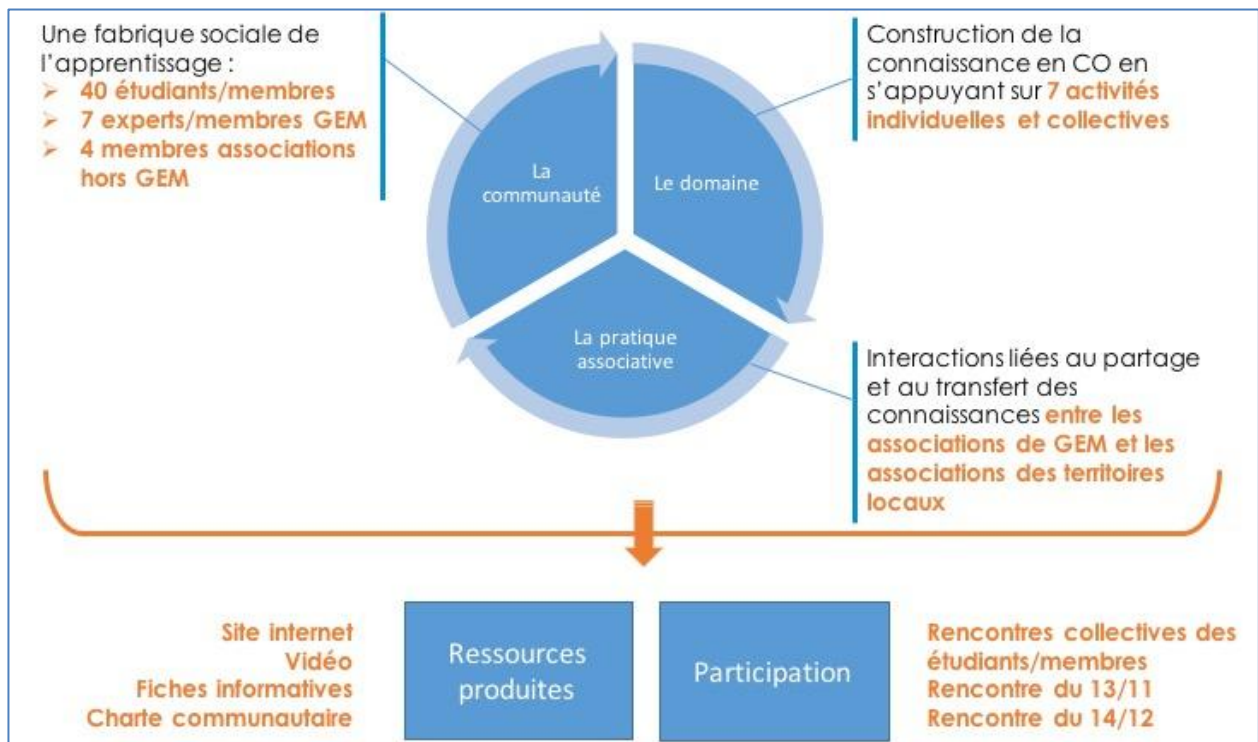 Une fabrique sociale de
l'apprentissage :
➢ 40 étudiants/membres
➢ 7 experts/membres GEM
➢ 4 membres associations
hors GEM
Construction de la
connaissance en CO en
s'appuyant sur 7 activités
individuelles et collectives
La
communauté
Le domaine
La pratique
associative
Interactions liées au partage
et au transfert des
connaissances entre les
associations de GEM et les
associations des territoires
locaux
Site internet
Vidéo
Fiches informatives
Charte communautaire
Ressources
produites
Participation
Rencontres collectives des
étudiants/membres
Rencontre du 13/11
Rencontre du 14/12